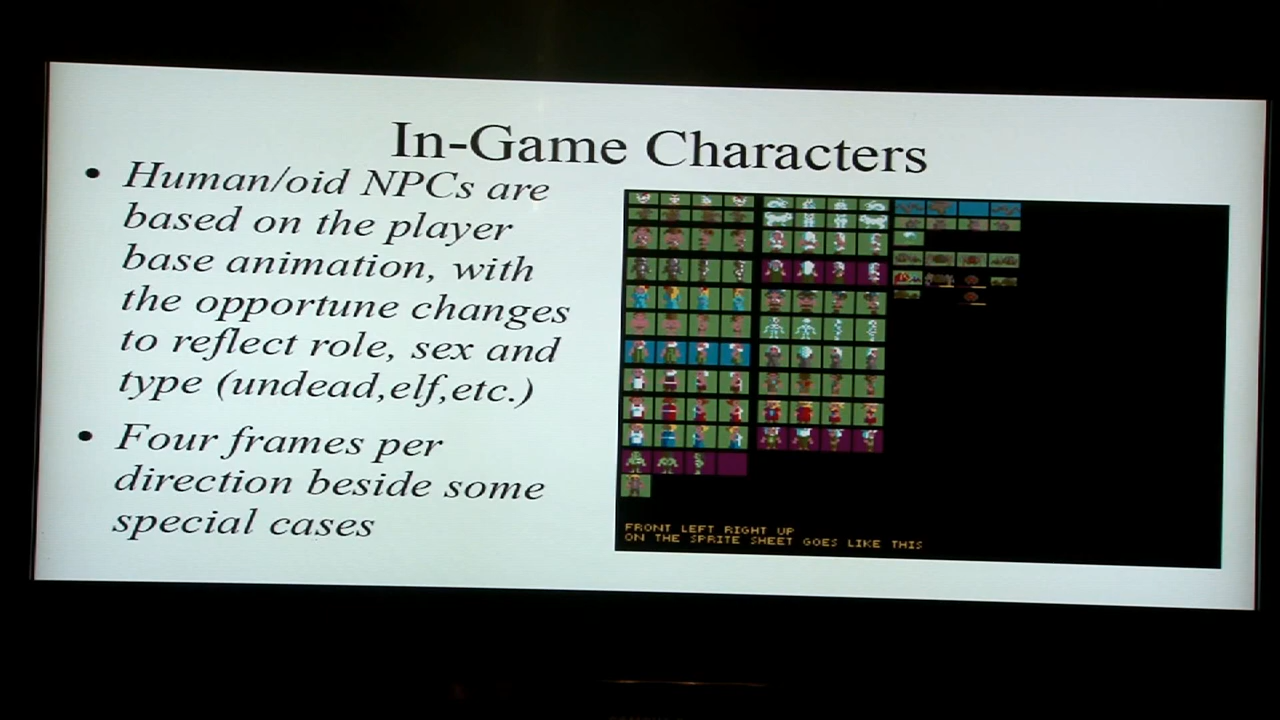 In-Game Characters
• Human/oid NPCs are
based on the player
base animation, with
the opportune changes
to reflect role, sex and
type (undead,elf,etc.)
• Four frames per
direction beside some
special cases
FRONT LEFT RIGHT UP
ON THE SPRITE SHEET GOES LIKE THIS